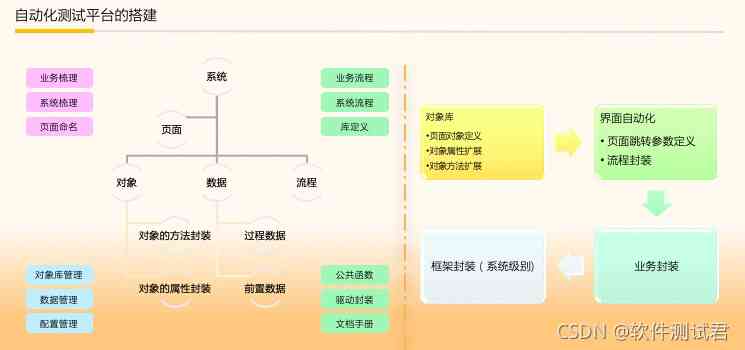 自动化测试平台的搭建
业务梳理
系统梳理
页面命名
系统
页面
对象
数据
流程
对象的方法封装
过程数据
对象的属性封装
前置数据
业务流程
系统流程
库定义
对象库管理
数据管理
配置管理
公共函数
驱动封装
文档手册
对象库
•页面对象定义
•对象属性扩展
•对象方法扩展
界面自动化
• 页面跳转参数定义
• 流程封装
框架封装（系统级别)
业务封装
CSDN @软件测试君